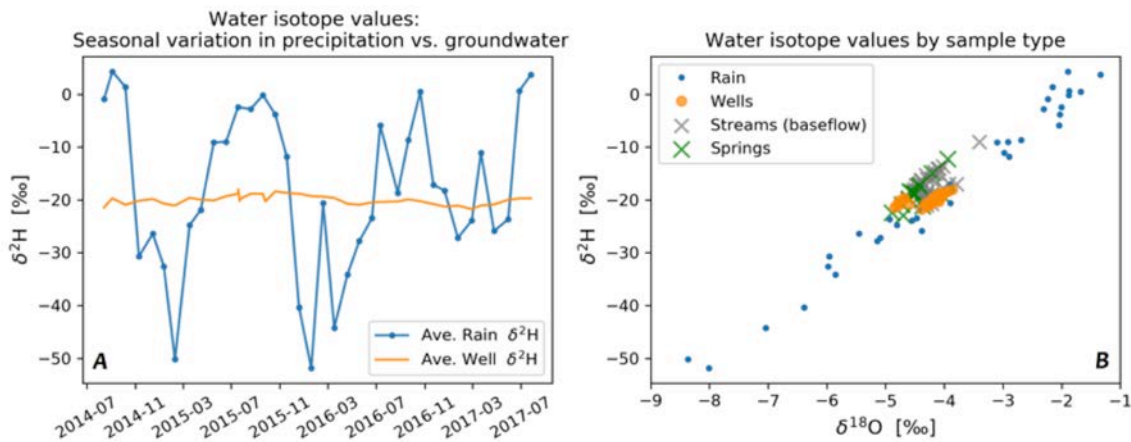 Water isotope values:
Seasonal variation in precipitation vs. groundwater
0
−10
−20
−30
−40
−50
δ²H [‰]
A
Ave. Rain δ²H
Ave. Well δ²H
2014-07
2014-11
2015-03
2015-07
2015-11
2016-03
2016-07
2016-11
2017-03
2017-07
Water isotope values by sample type
Rain
Wells
Streams (baseflow)
Springs
0
−10
−20
−30
−40
−50
δ²H [‰]
B
−9
−8
−7
−6
−5
−4
−3
−2
−1
δ¹⁸O [‰]